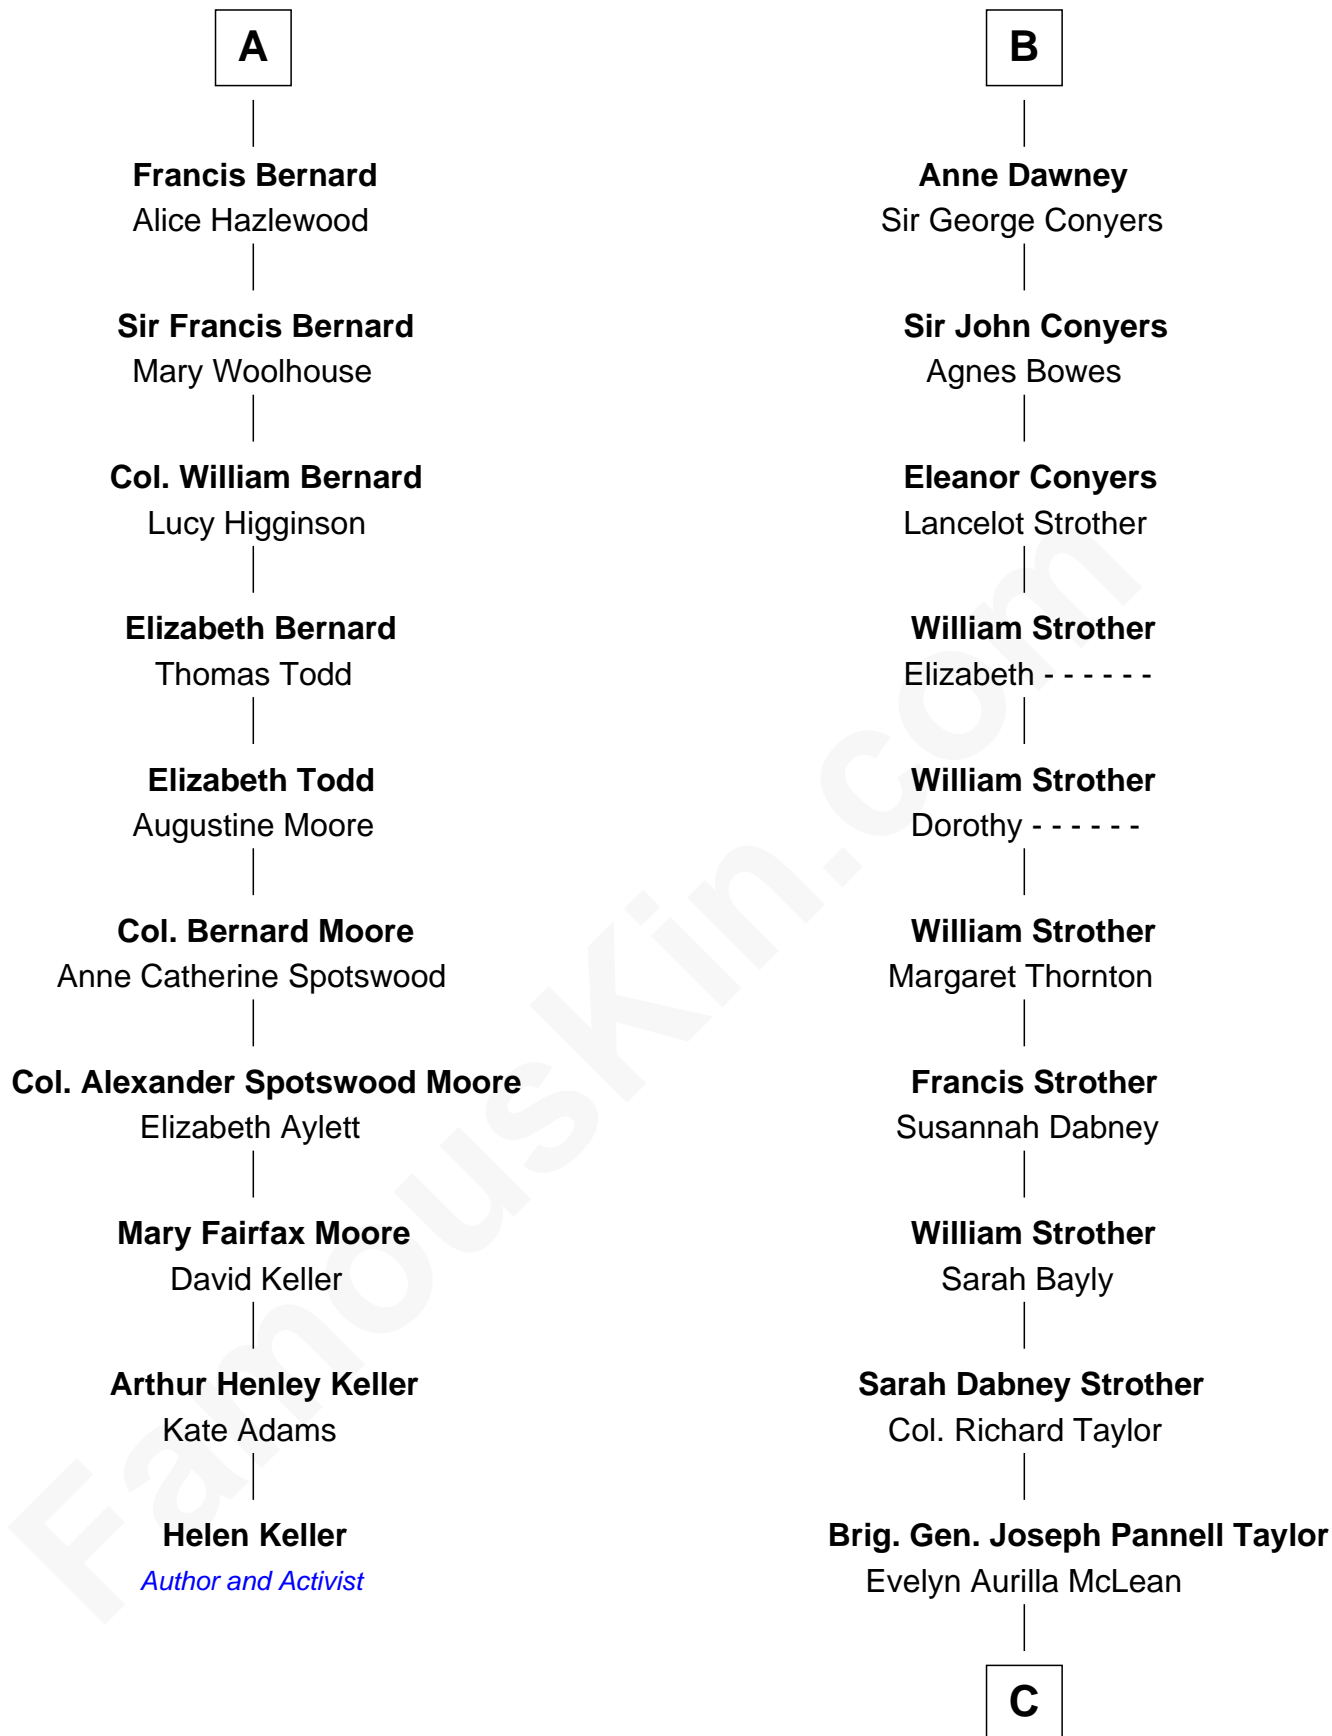 A
Francis Bernard
Alice Hazlewood
Sir Francis Bernard
Mary Woolhouse
Col. William Bernard
Lucy Higginson
Elizabeth Bernard
Thomas Todd
Elizabeth Todd
Augustine Moore
Col. Bernard Moore
Anne Catherine Spotswood
Col. Alexander Spotswood Moore
Elizabeth Aylett
Mary Fairfax Moore
David Keller
Arthur Henley Keller
Kate Adams
Helen Keller
Author and Activist
B
Anne Dawney
Sir George Conyers
Sir John Conyers
Agnes Bowes
Eleanor Conyers
Lancelot Strother
William Strother
Elizabeth - - - - - -
William Strother
Dorothy - - - - - -
William Strother
Margaret Thornton
Francis Strother
Susannah Dabney
William Strother
Sarah Bayly
Sarah Dabney Strother
Col. Richard Taylor
Brig. Gen. Joseph Pannell Taylor
Evelyn Aurilla McLean
C
FamousKin.com